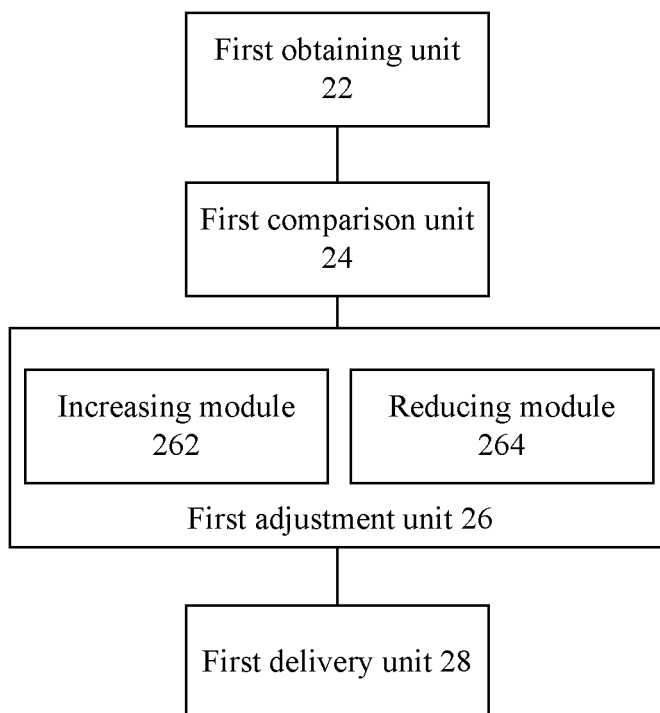 First obtaining unit
22
First comparison unit
24
Increasing module
262
Reducing module
264
First adjustment unit 26
First delivery unit 28